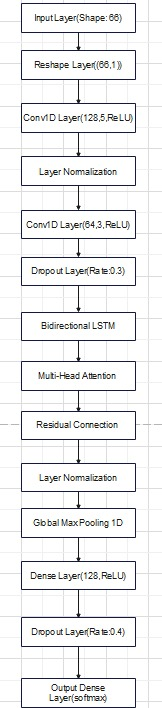 Input Layer(Shape: 66)
Reshape Layer((66,1))
Conv1D Layer(128,5,ReLU)
Layer Normalization
Conv1D Layer(64,3,ReLU)
Dropout Layer(Rate:0.3)
Bidirectional LSTM
Multi-Head Attention
Residual Connection
Layer Normalization
Global Max Pooling 1D
Dense Layer(128,ReLU)
Dropout Layer(Rate:0.4)
Output Dense
Layer(softmax)